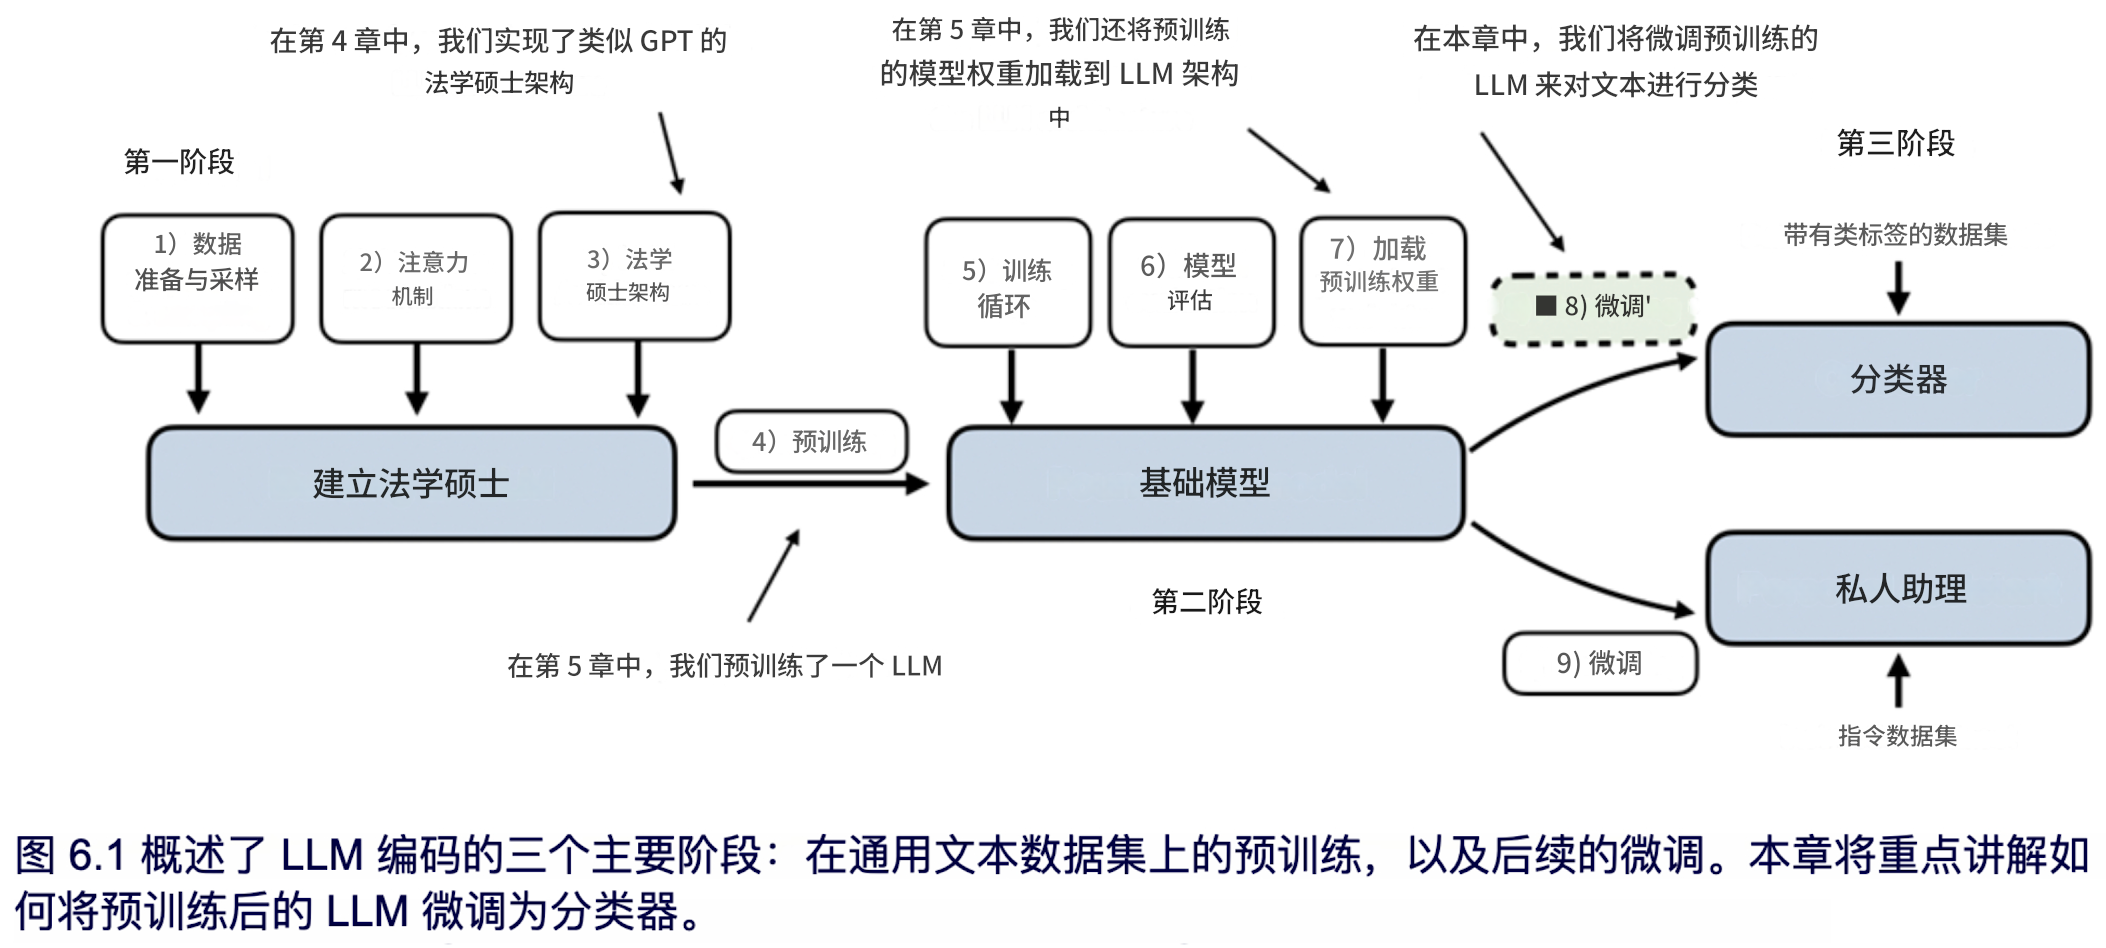 在第 4 章中，我们实现了类似 GPT 的
法学硕士架构
在第 5 章中，我们还将预训练
的模型权重加载到 LLM 架构
中
在本章中，我们将微调预训练的
LLM 来对文本进行分类
第一阶段
第三阶段
1）数据
准备与采样
2）注意力
机制
3）法学
硕士架构
5）训练
循环
6）模型
评估
7）加载
预训练权重
■ 8) 微调'
带有类标签的数据集
分类器
建立法学硕士
4）预训练
基础模型
私人助理
第二阶段
在第 5 章中，我们预训练了一个 LLM
9) 微调
指令数据集
图 6.1 概述了 LLM 编码的三个主要阶段：在通用文本数据集上的预训练，以及后续的微调。本章将重点讲解如
何将预训练后的 LLM 微调为分类器。